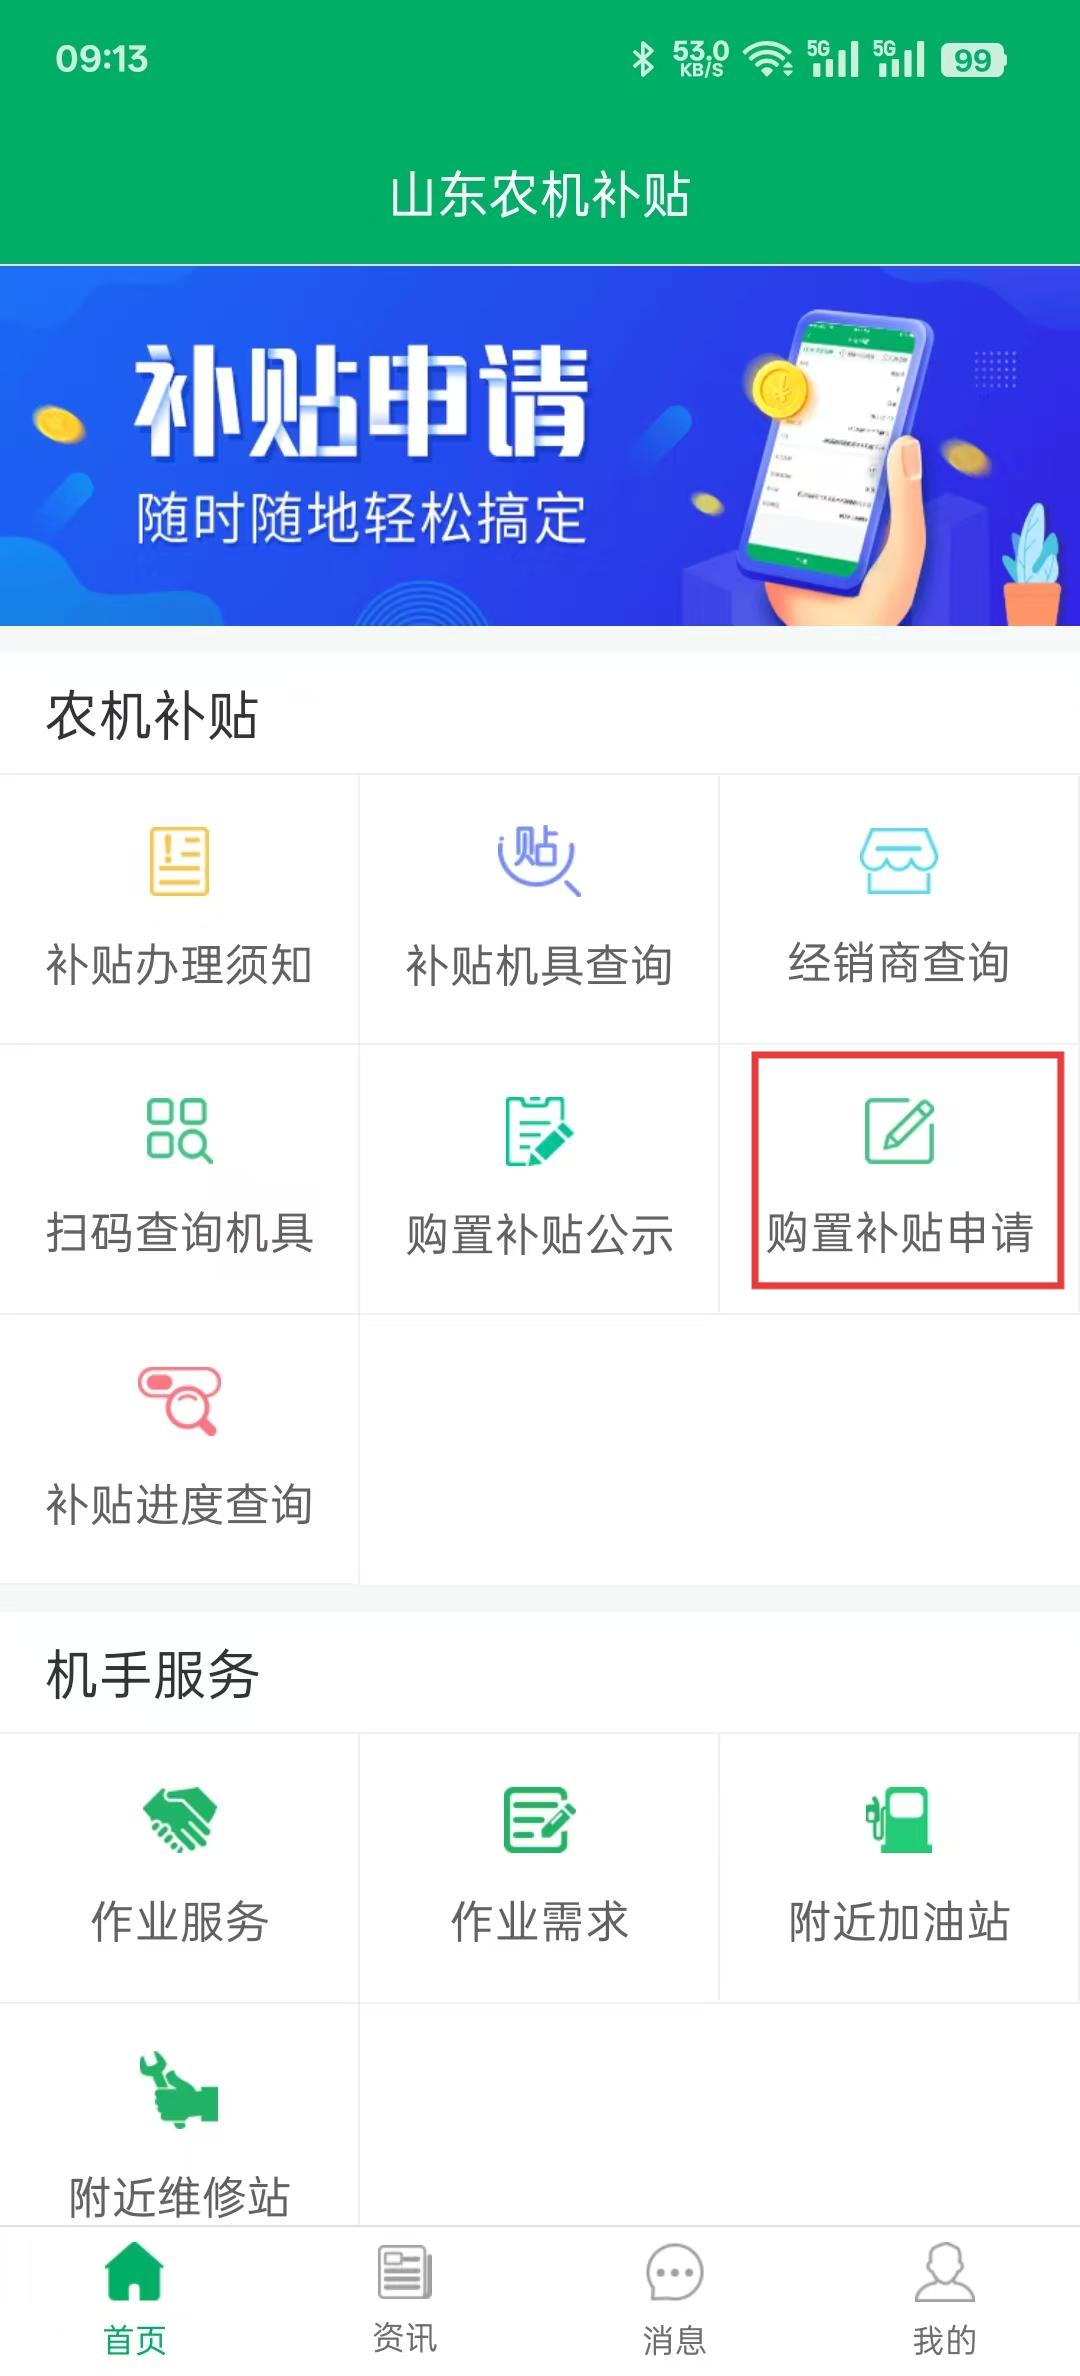 09:13
53.0
KB/S
5G
5G
99
山东农机补贴
补贴申请
随时随地轻松搞定
农机补贴
贴
补贴办理须知
补贴机具查询
经销商查询
扫码查询机具
购置补贴公示
购置补贴申请
补贴进度查询
机手服务
作业服务
作业需求
附近加油站
附近维修站
首页
资讯
消息
我的